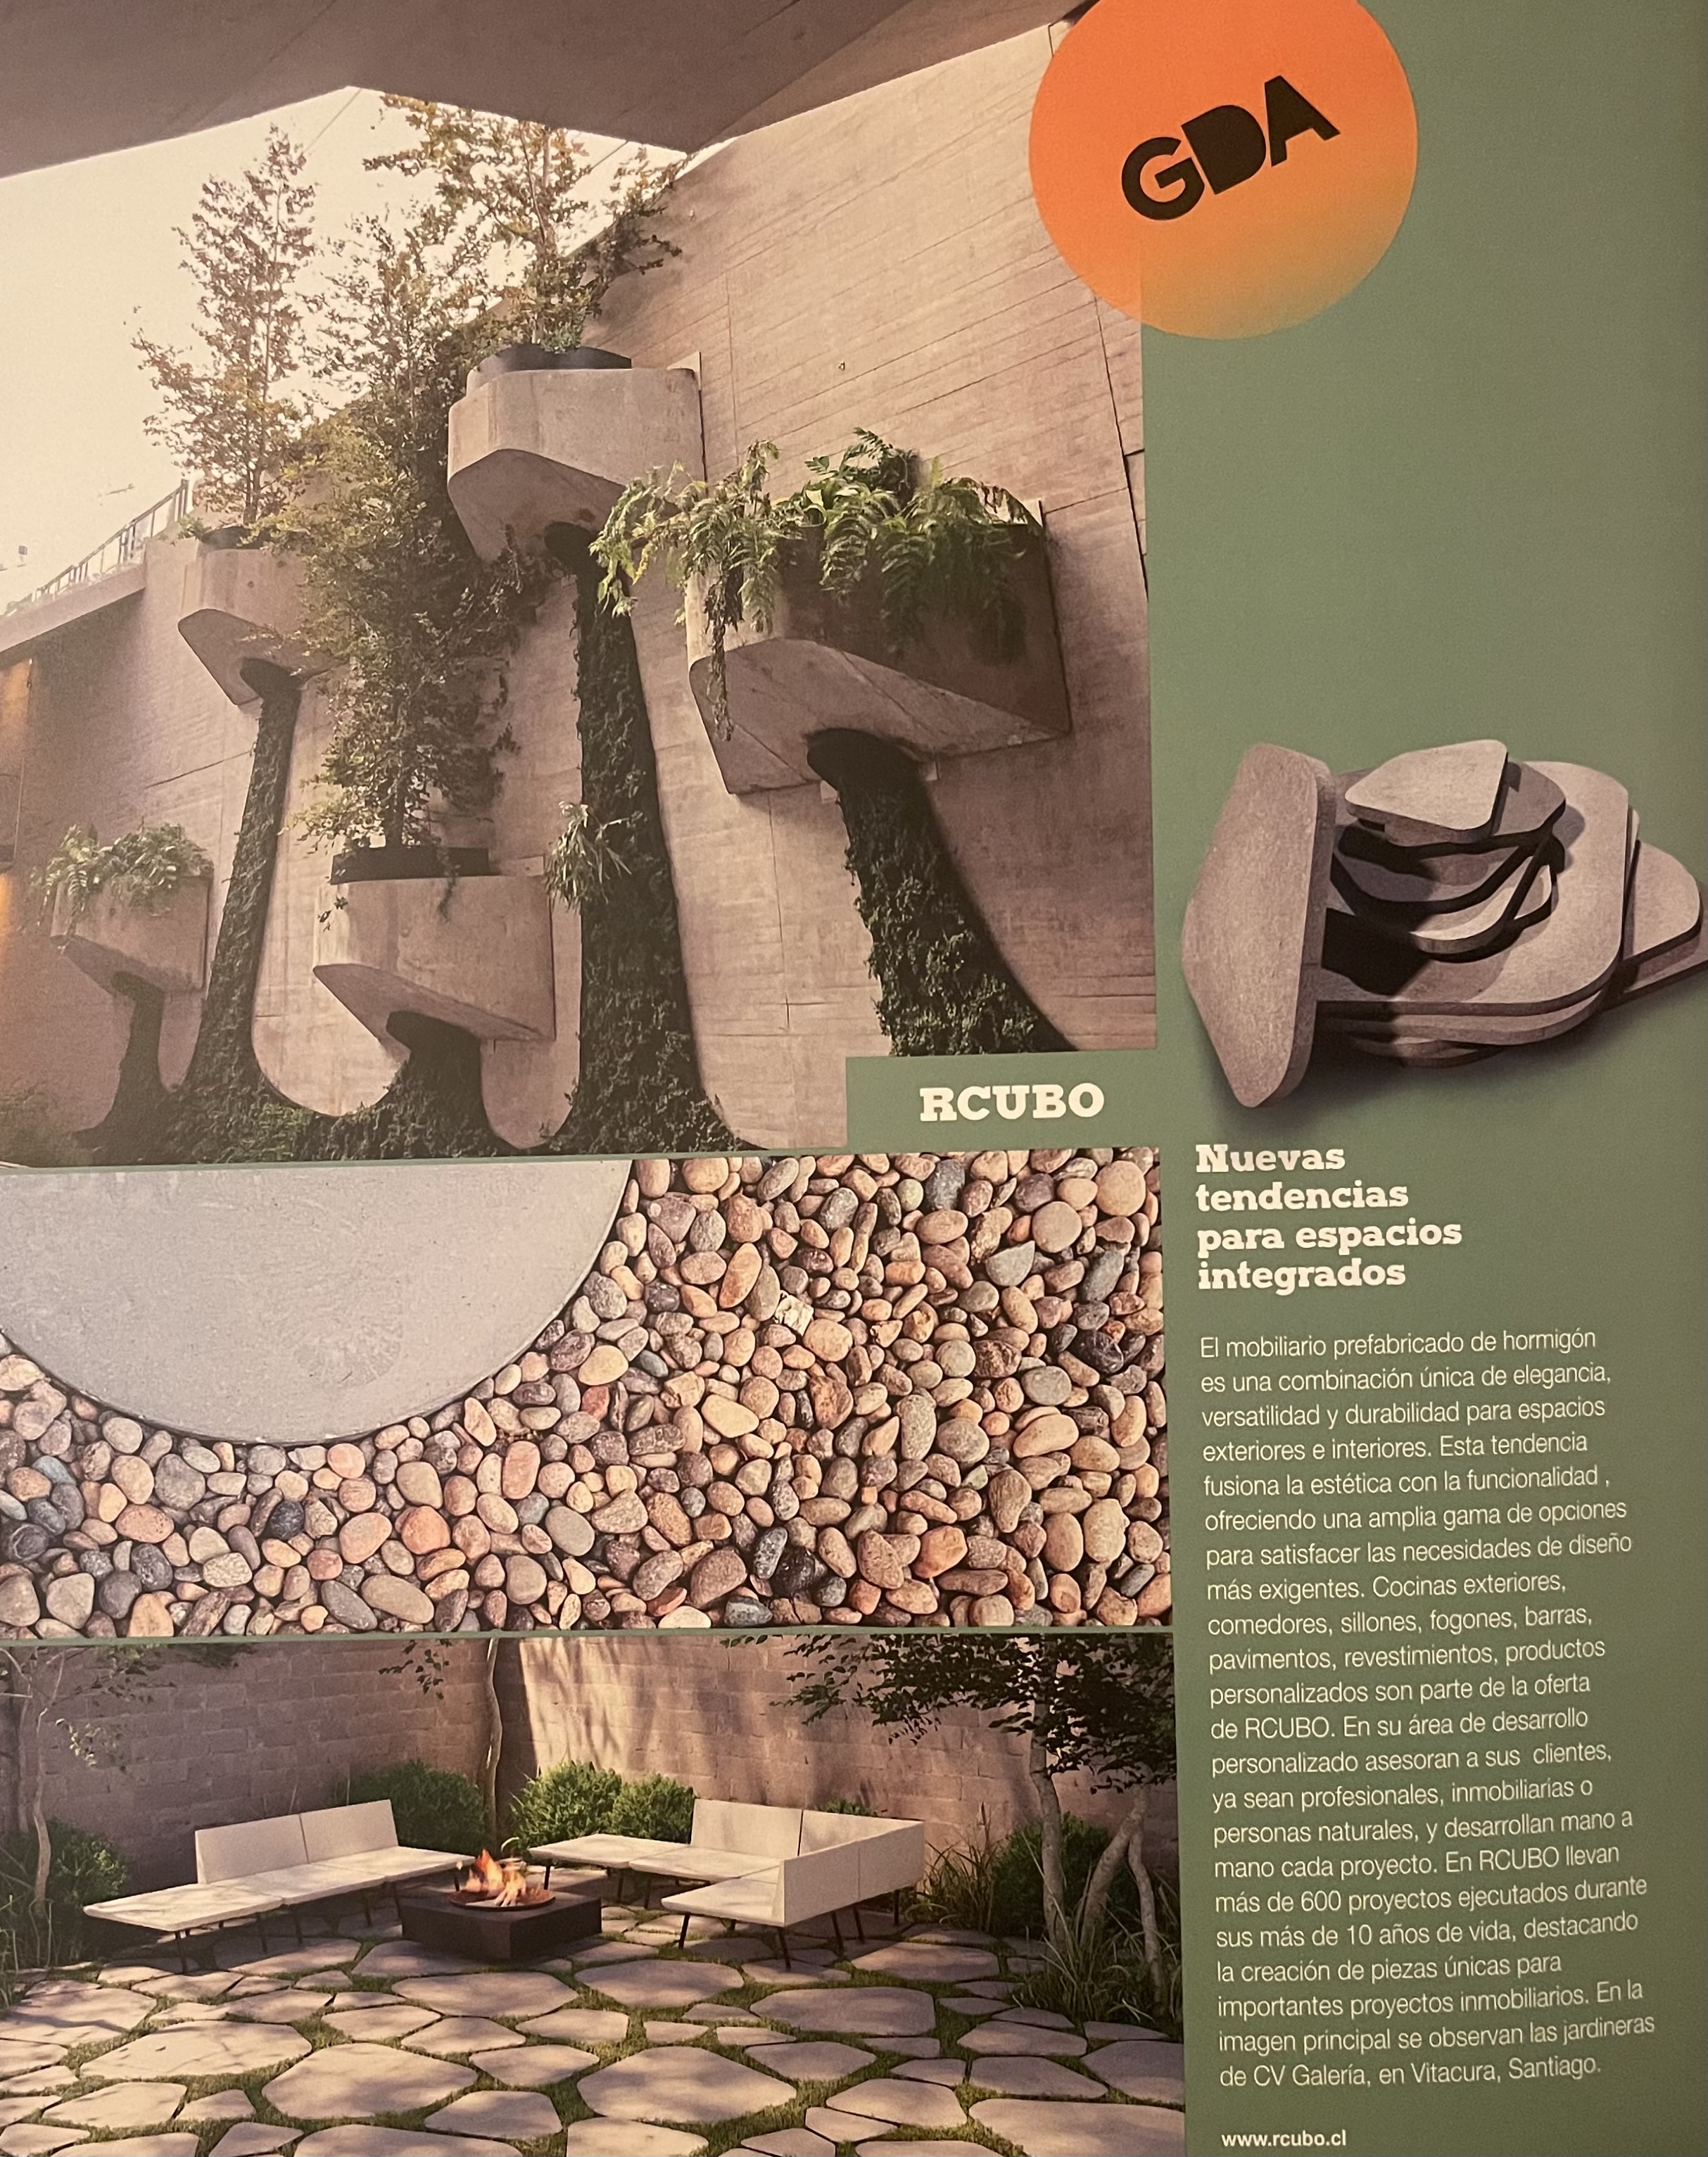 GDA
RCUBO
Nuevas
tendencias
para espacios
integrados
El mobiliario prefabricado de hormigón
es una combinación única de elegancia,
versatilidad y durabilidad para espacios
exteriores e interiores. Esta tendencia
fusiona la estética con la funcionalidad ,
ofreciendo una amplia gama de opciones
para satisfacer las necesidades de diseño
más exigentes. Cocinas exteriores,
comedores, sillones, fogones, barras,
pavimentos, revestimientos, productos
personalizados son parte de la oferta
de RCUBO. En su área de desarrollo
personalizado asesoran a sus  clientes,
ya sean profesionales, inmobiliarias o
personas naturales, y desarrollan mano a
mano cada proyecto. En RCUBO llevan
más de 600 proyectos ejecutados durante
sus más de 10 años de vida, destacando
la creación de piezas únicas para
importantes proyectos inmobiliarios. En la
imagen principal se observan las jardineras
de CV Galería, en Vitacura, Santiago.
www.rcubo.cl